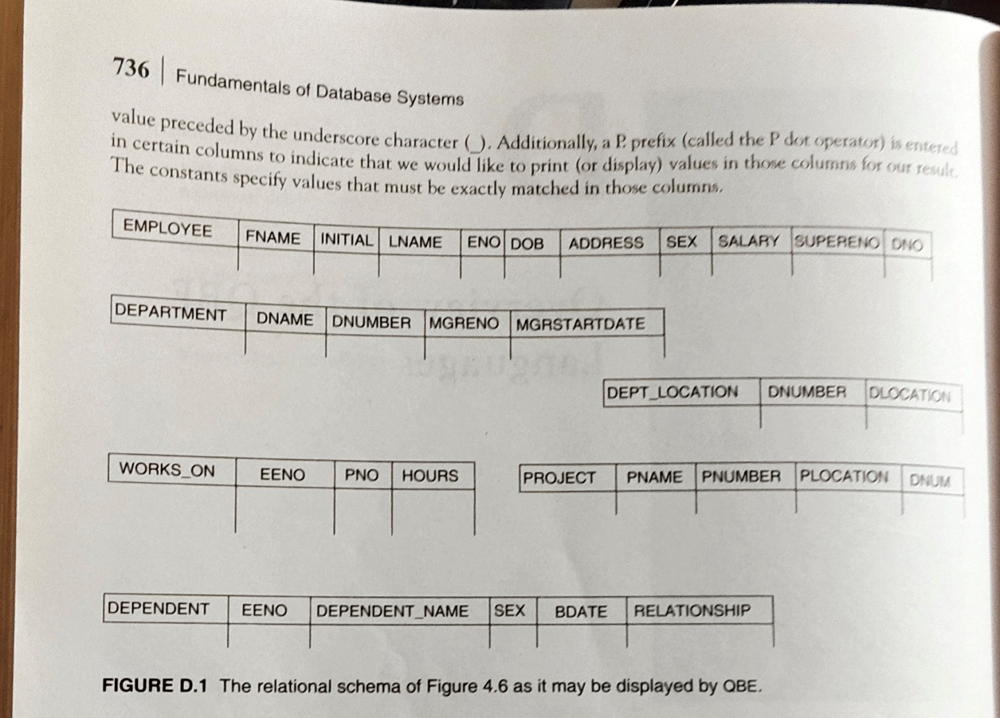 736 | Fundamentals of Database Systems
value preceded by the underscore character (_). Additionally, a P. prefix (called the P dot operator) is entered
in certain columns to indicate that we would like to print (or display) values in those columns for our result.
The constants specify values that must be exactly matched in those columns.
EMPLOYEE FNAME INITIAL LNAME ENO DOB ADDRESS SEX SALARY SUPERENO DNO
DEPARTMENT DNAME DNUMBER MGRENO MGRSTARTDATE
DEPT_LOCATION DNUMBER DLOCATION
WORKS_ON EENO PNO HOURS
PROJECT PNAME PNUMBER PLOCATION DNUM
DEPENDENT EENO DEPENDENT_NAME SEX BDATE RELATIONSHIP
FIGURE D.1 The relational schema of Figure 4.6 as it may be displayed by QBE.